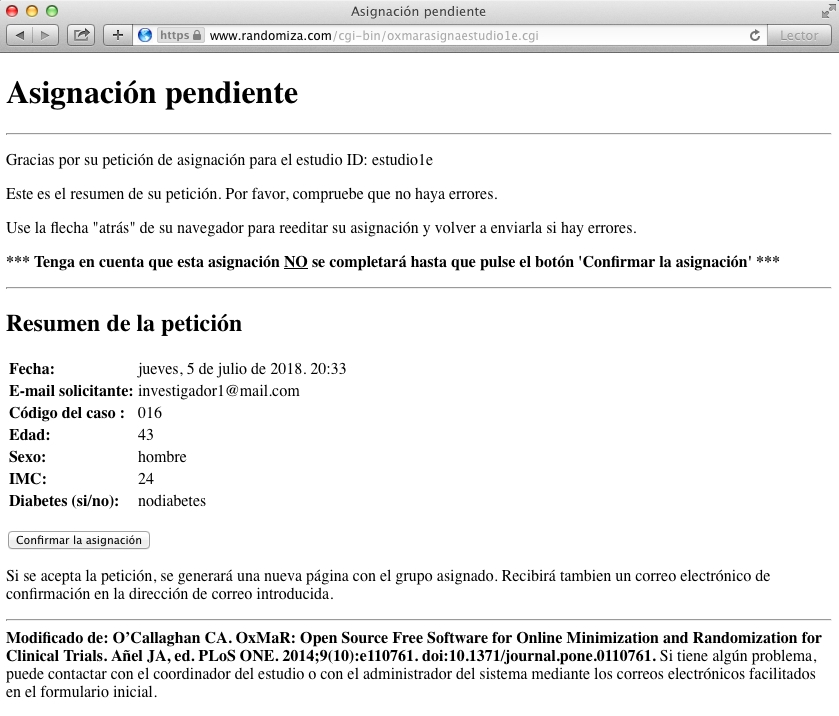 Asignación pendiente
https www.randomiza.com/cgi-bin/oxmarasignaestudio1e.cgi Lector
Asignación pendiente
Gracias por su petición de asignación para el estudio ID: estudio1e
Este es el resumen de su petición. Por favor, compruebe que no haya errores.
Use la flecha "atrás" de su navegador para reeditar su asignación y volver a enviarla si hay errores.
*** Tenga en cuenta que esta asignación NO se completará hasta que pulse el botón 'Confirmar la asignación' ***
Resumen de la petición
Fecha: jueves, 5 de julio de 2018. 20:33
E-mail solicitante: investigador1@mail.com
Código del caso : 016
Edad: 43
Sexo: hombre
IMC: 24
Diabetes (si/no): nodiabetes
Confirmar la asignación
Si se acepta la petición, se generará una nueva página con el grupo asignado. Recibirá tambien un correo electrónico de
confirmación en la dirección de correo introducida.
Modificado de: O’Callaghan CA. OxMaR: Open Source Free Software for Online Minimization and Randomization for
Clinical Trials. Añel JA, ed. PLoS ONE. 2014;9(10):e110761. doi:10.1371/journal.pone.0110761. Si tiene algún problema,
puede contactar con el coordinador del estudio o con el administrador del sistema mediante los correos electrónicos facilitados
en el formulario inicial.